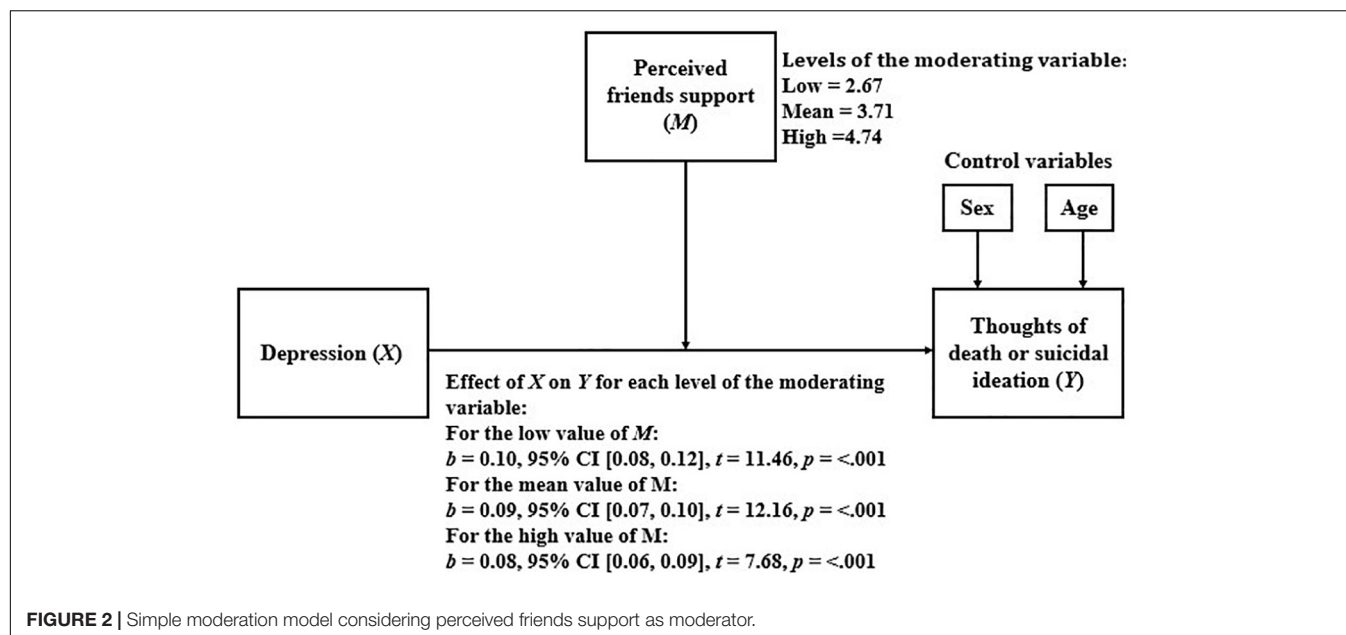 Perceived
friends support
(M)
Levels of the moderating variable:
Low = 2.67
Mean = 3.71
High =4.74
Control variables
Sex
Age
Depression (X)
Thoughts of
death or suicidal
ideation (Y)
Effect of X on Y for each level of the moderating
variable:
For the low value of M:
b = 0.10, 95% CI [0.08, 0.12], t = 11.46, p = <.001
For the mean value of M:
b = 0.09, 95% CI [0.07, 0.10], t = 12.16, p = <.001
For the high value of M:
b = 0.08, 95% CI [0.06, 0.09], t = 7.68, p = <.001
FIGURE 2 | Simple moderation model considering perceived friends support as moderator.